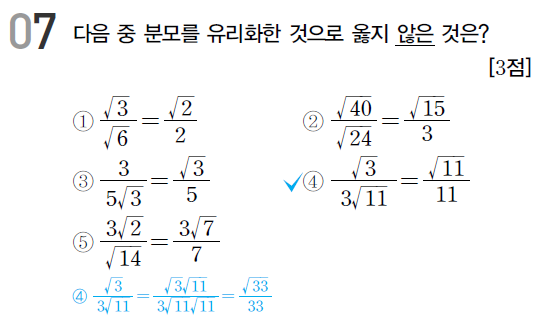 07 다음 중 분모를 유리화한 것으로 옳지 않은 것은?
[3점]
① √3/√6 = √2/2 ② √40/√24 = √15/3
③ 3/5√3 = √3/5 ④ √3/3√11 = √11/11
⑤ 3√2/√14 = 3√7/7
④ √3/3√11 = √3√11/3√11√11 = √33/33